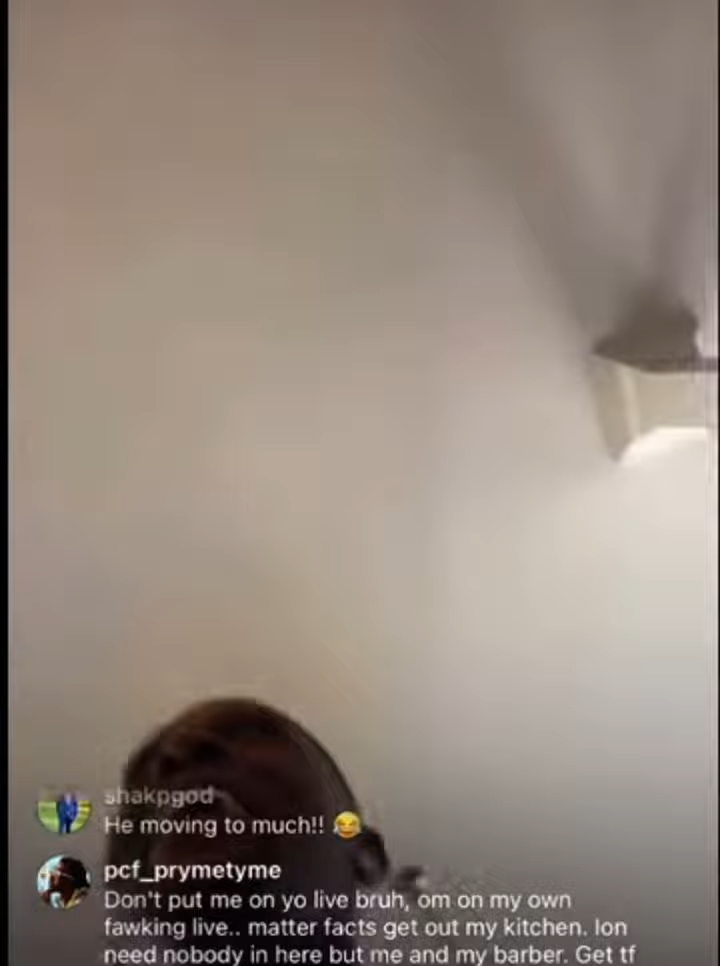 shakpgod
He moving to much!! 😂
pcf_prymetyme
Don't put me on yo live bruh, om on my own
fawking live.. matter facts get out my kitchen. Ion
need nobody in here but me and my barber. Get tf